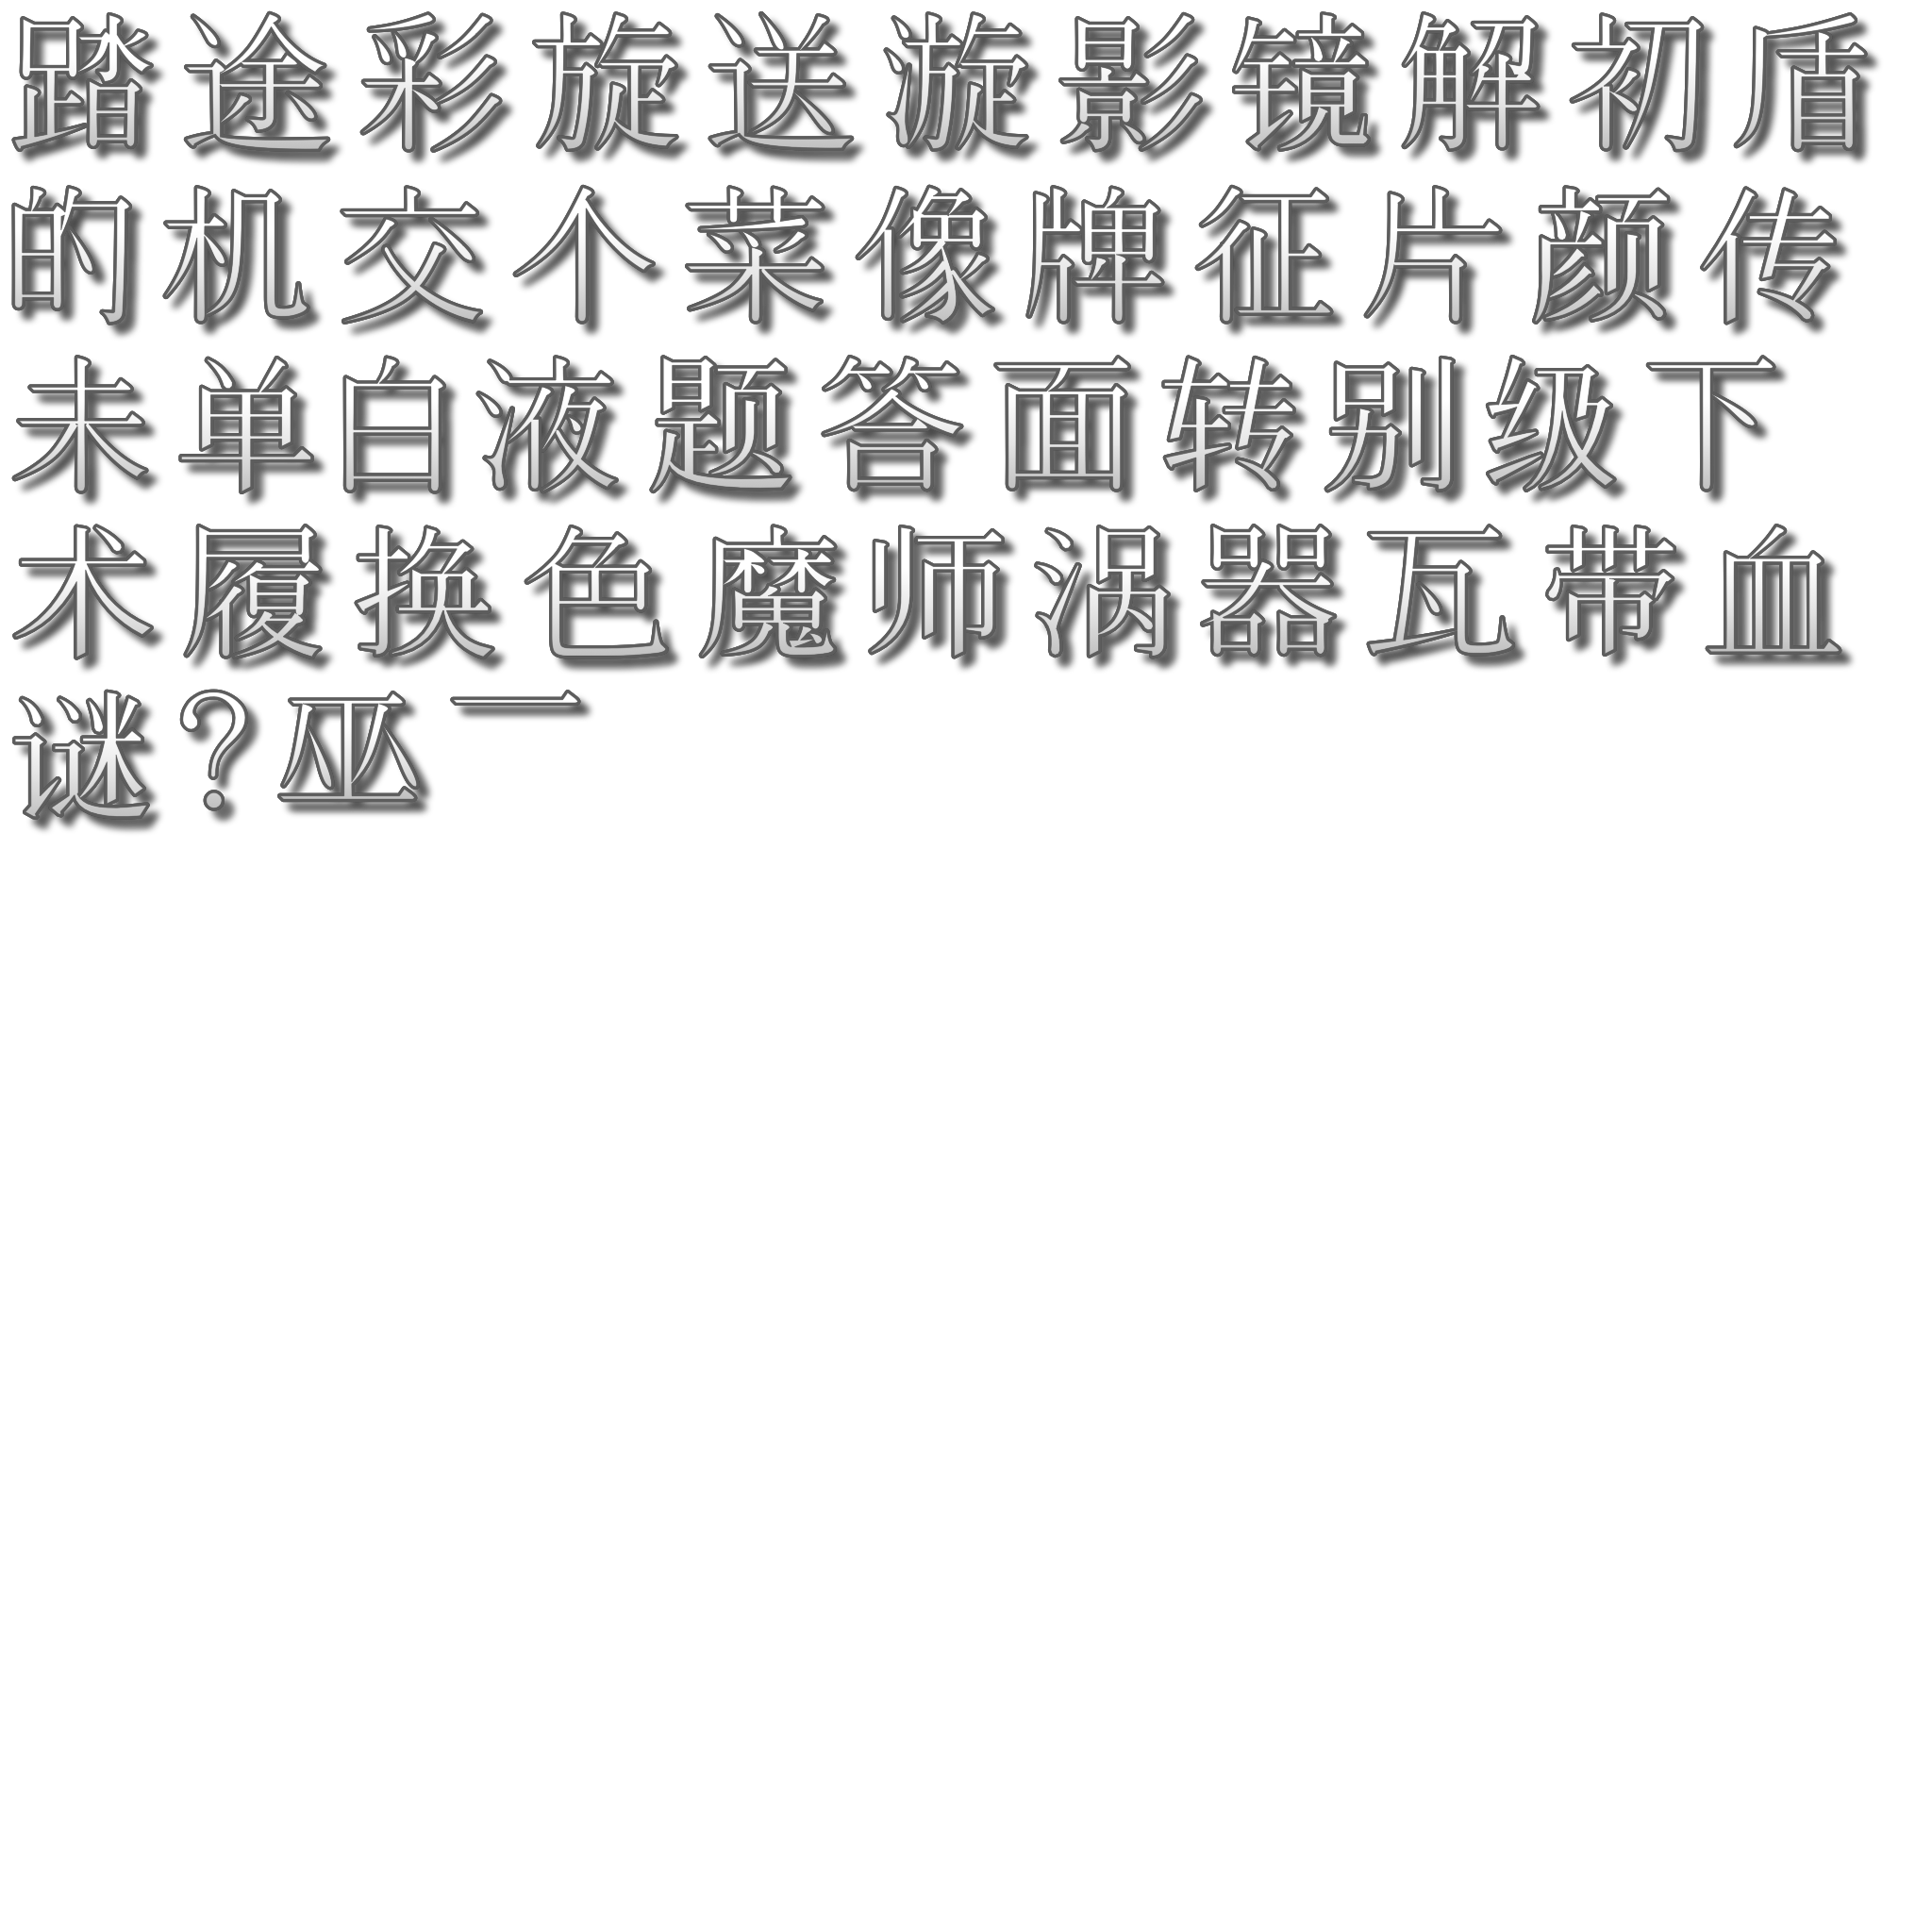 踏途彩旋送漩影镜解初盾
的机交个菜像牌征片颜传
未单白液题答面转别级下
术履换色魔师涡器瓦带血
谜?巫一